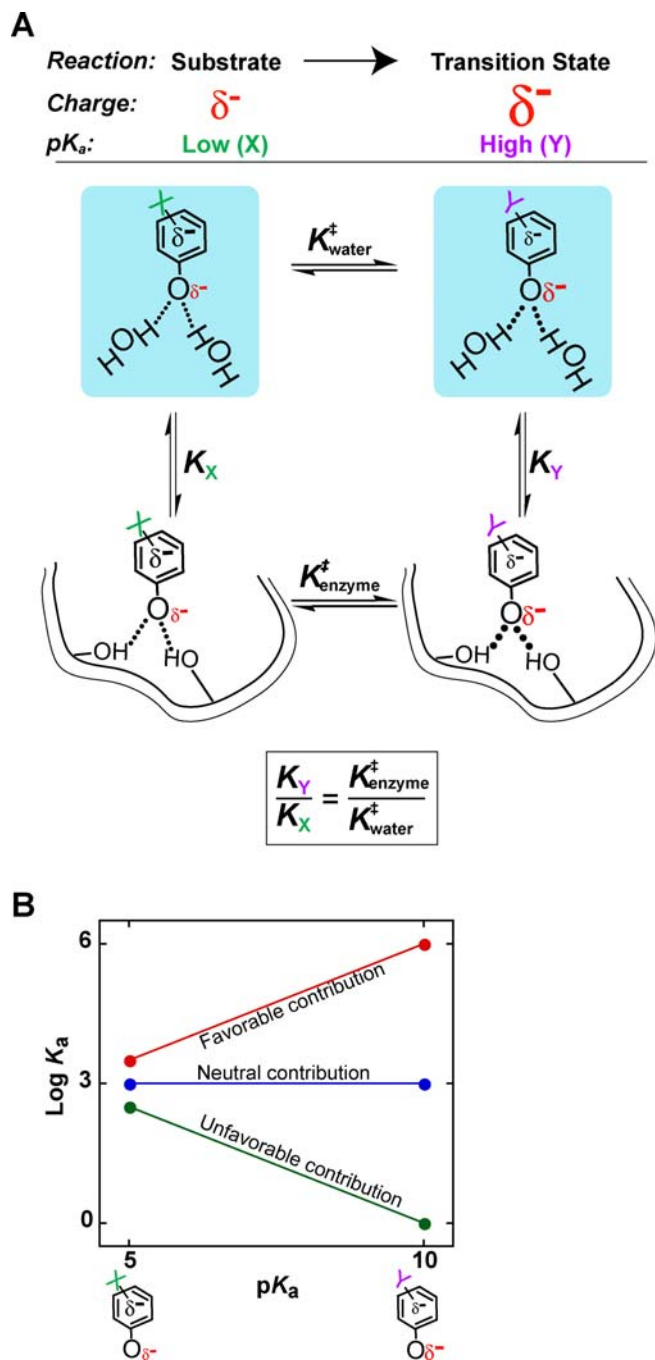 A
Reaction: Substrate Transition State
Charge: δ- δ-
pKa: Low (X) High (Y)
X Y
δ- δ-
K‡water
Oδ- Oδ-
HOH HOH HOH HOH
KX KY
X Y
δ- δ-
K‡enzyme
Oδ- Oδ-
OH HO OH HO
KY K‡enzyme
=
KX K‡water
B
6
Favorable contribution
Log Ka
3
Neutral contribution
Unfavorable contribution
0
5 10
pKa
X Y
δ- δ-
Oδ- Oδ-